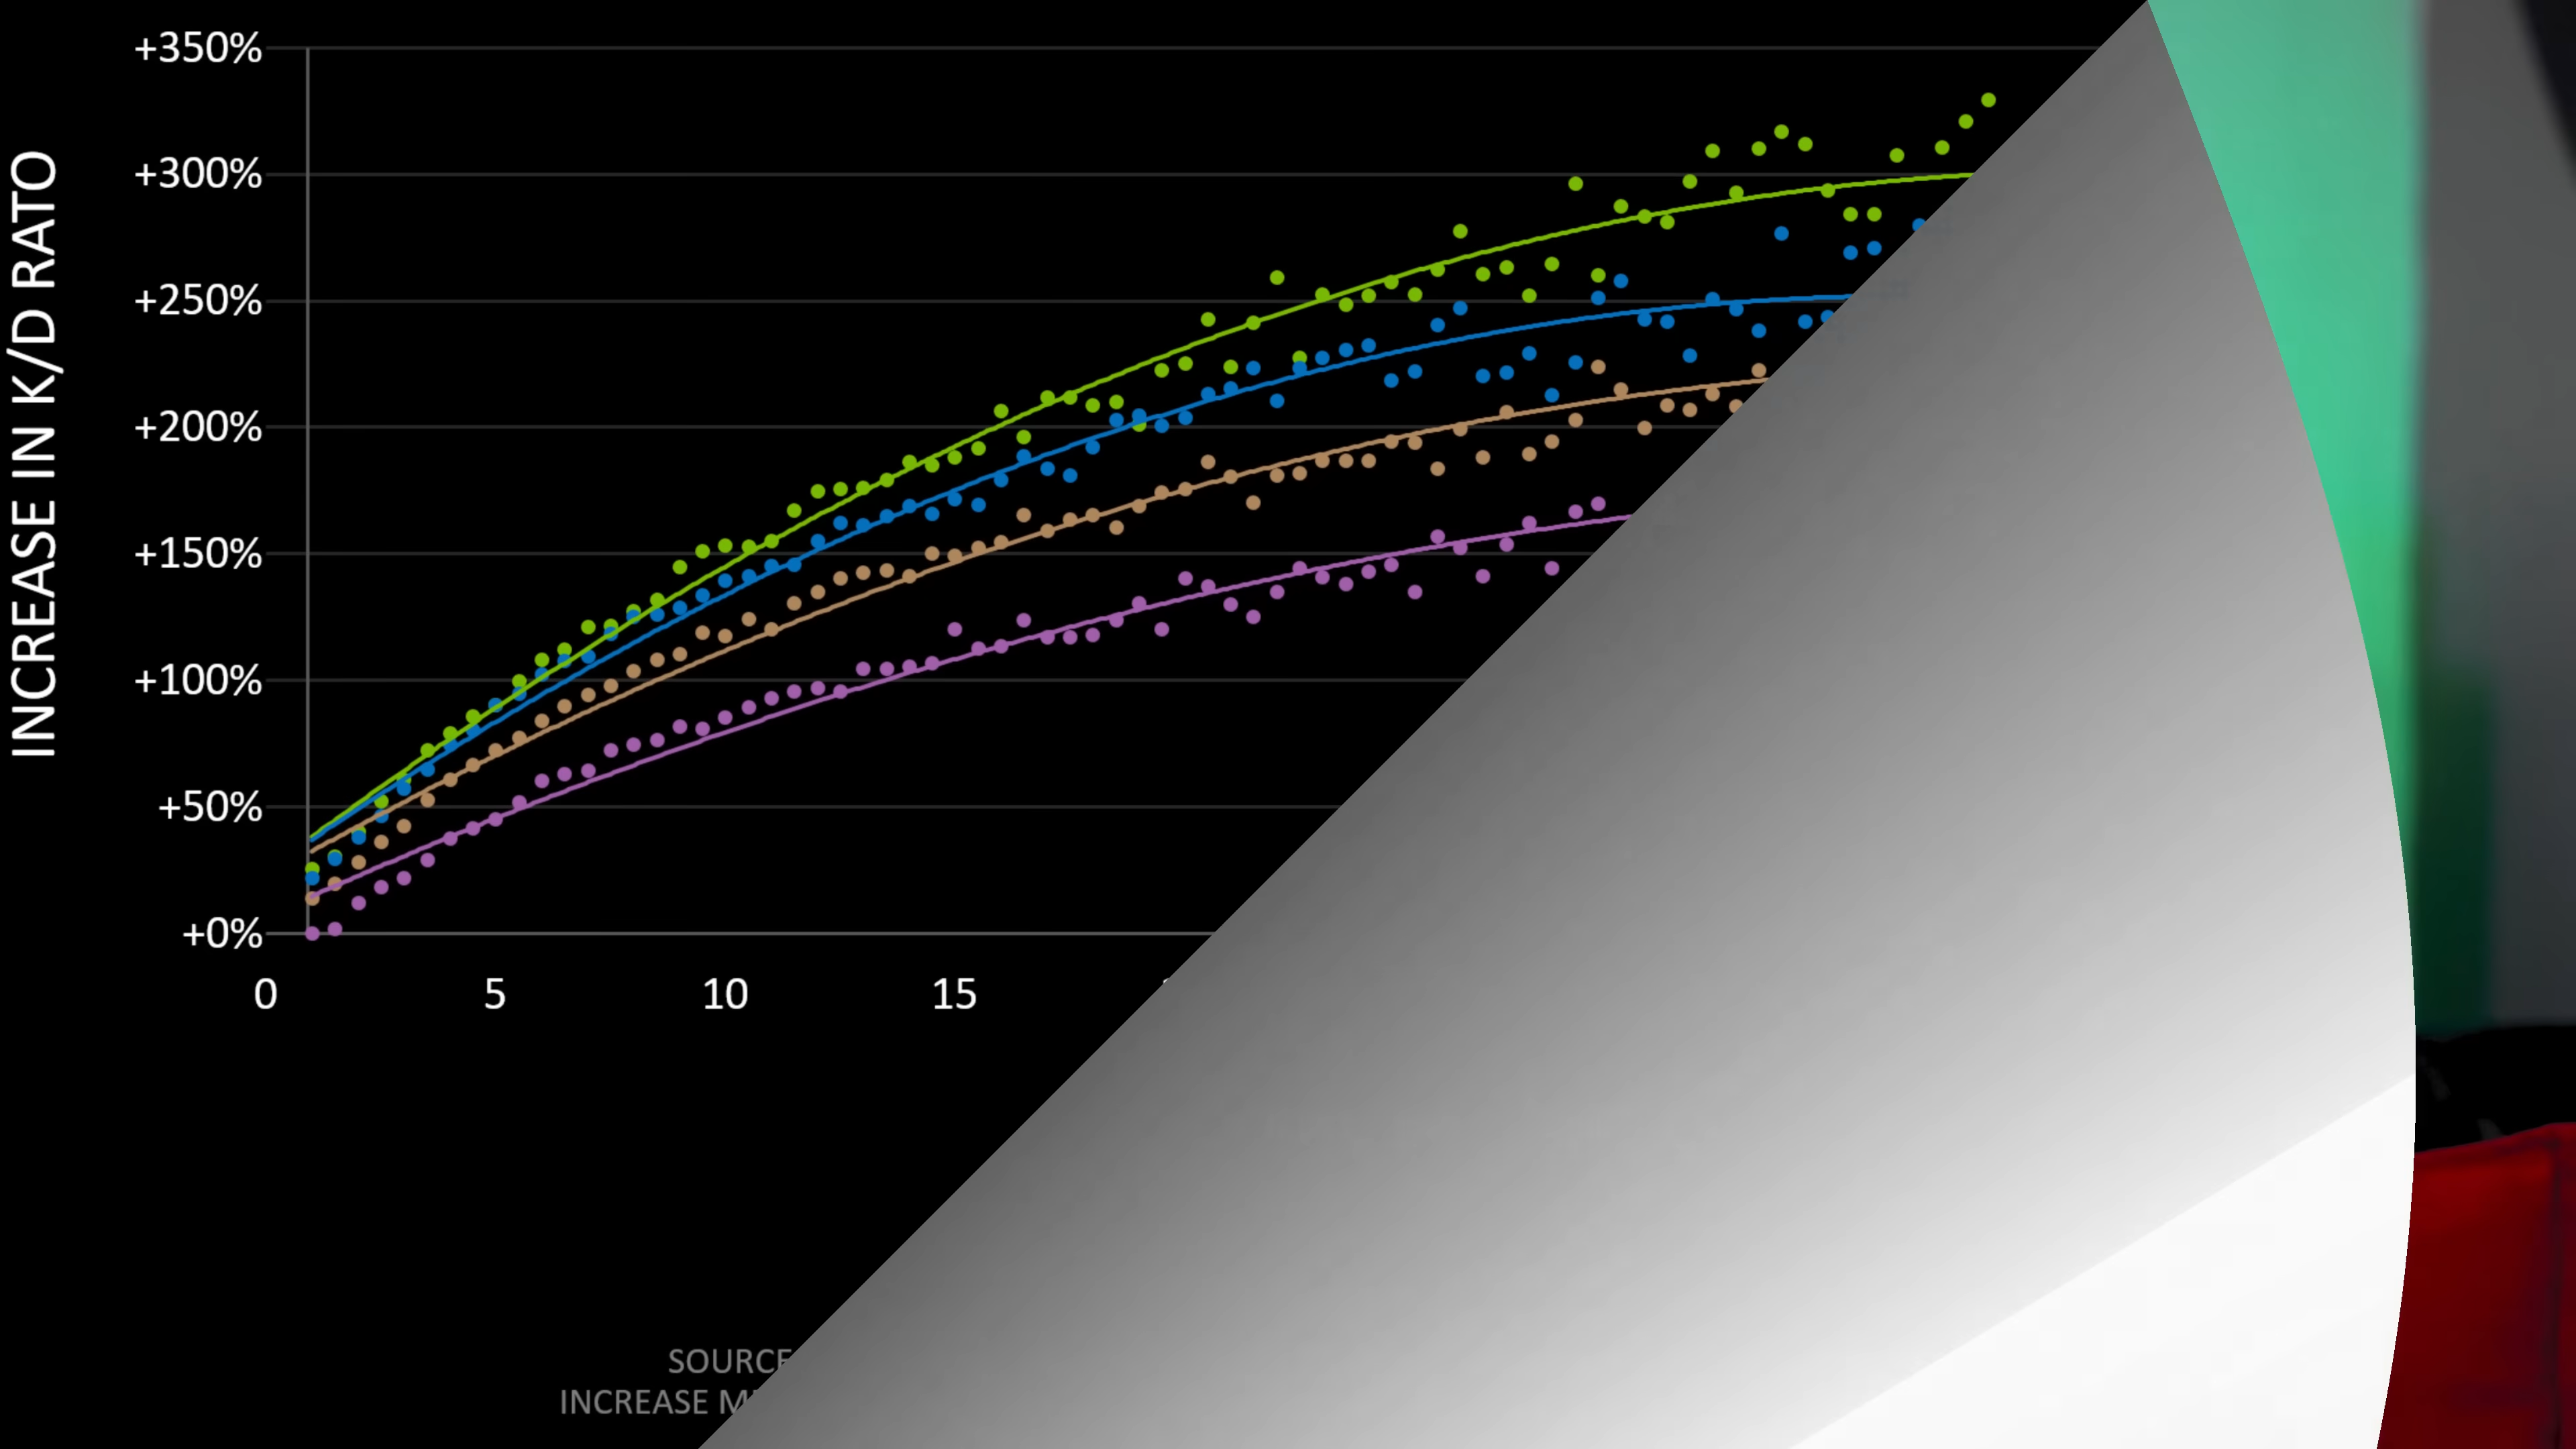 INCREASE IN K/D RATO
+350%
+300%
+250%
+200%
+150%
+100%
+50%
+0%
0 5 10 15
SOURCE
INCREASE